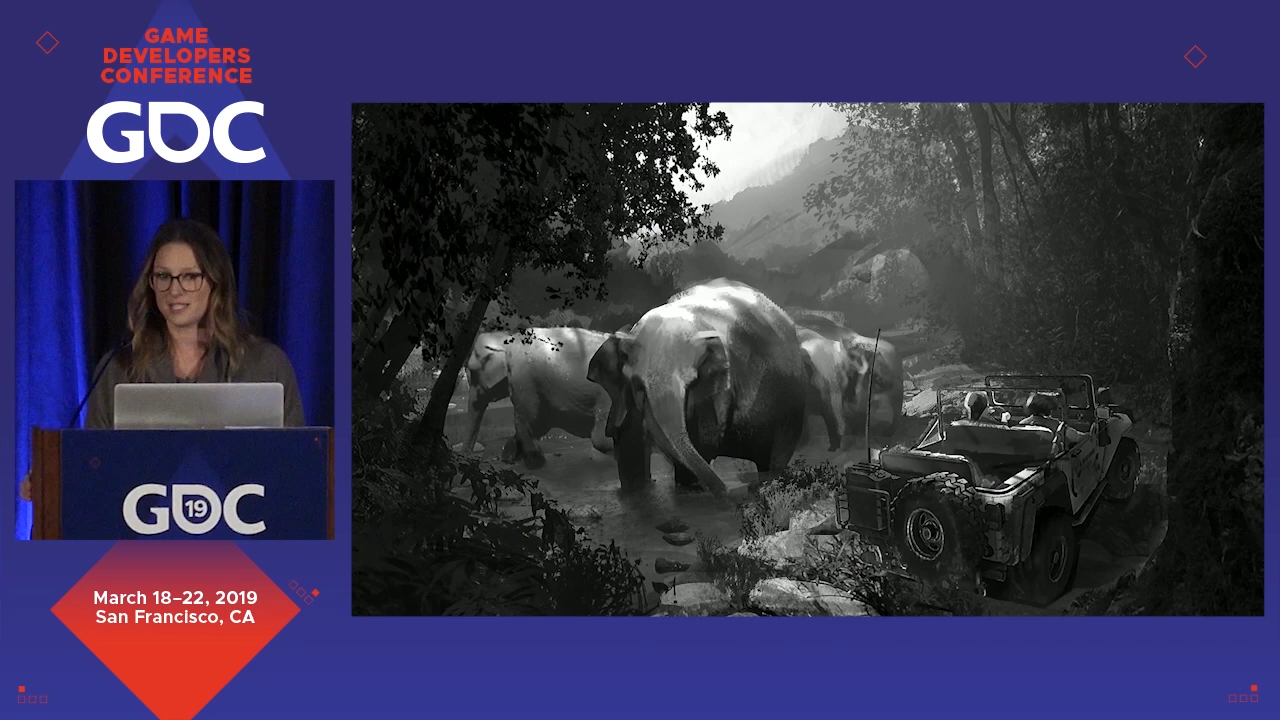 GAME
DEVELOPERS
CONFERENCE
GDC
GDC
19
March 18–22, 2019
San Francisco, CA